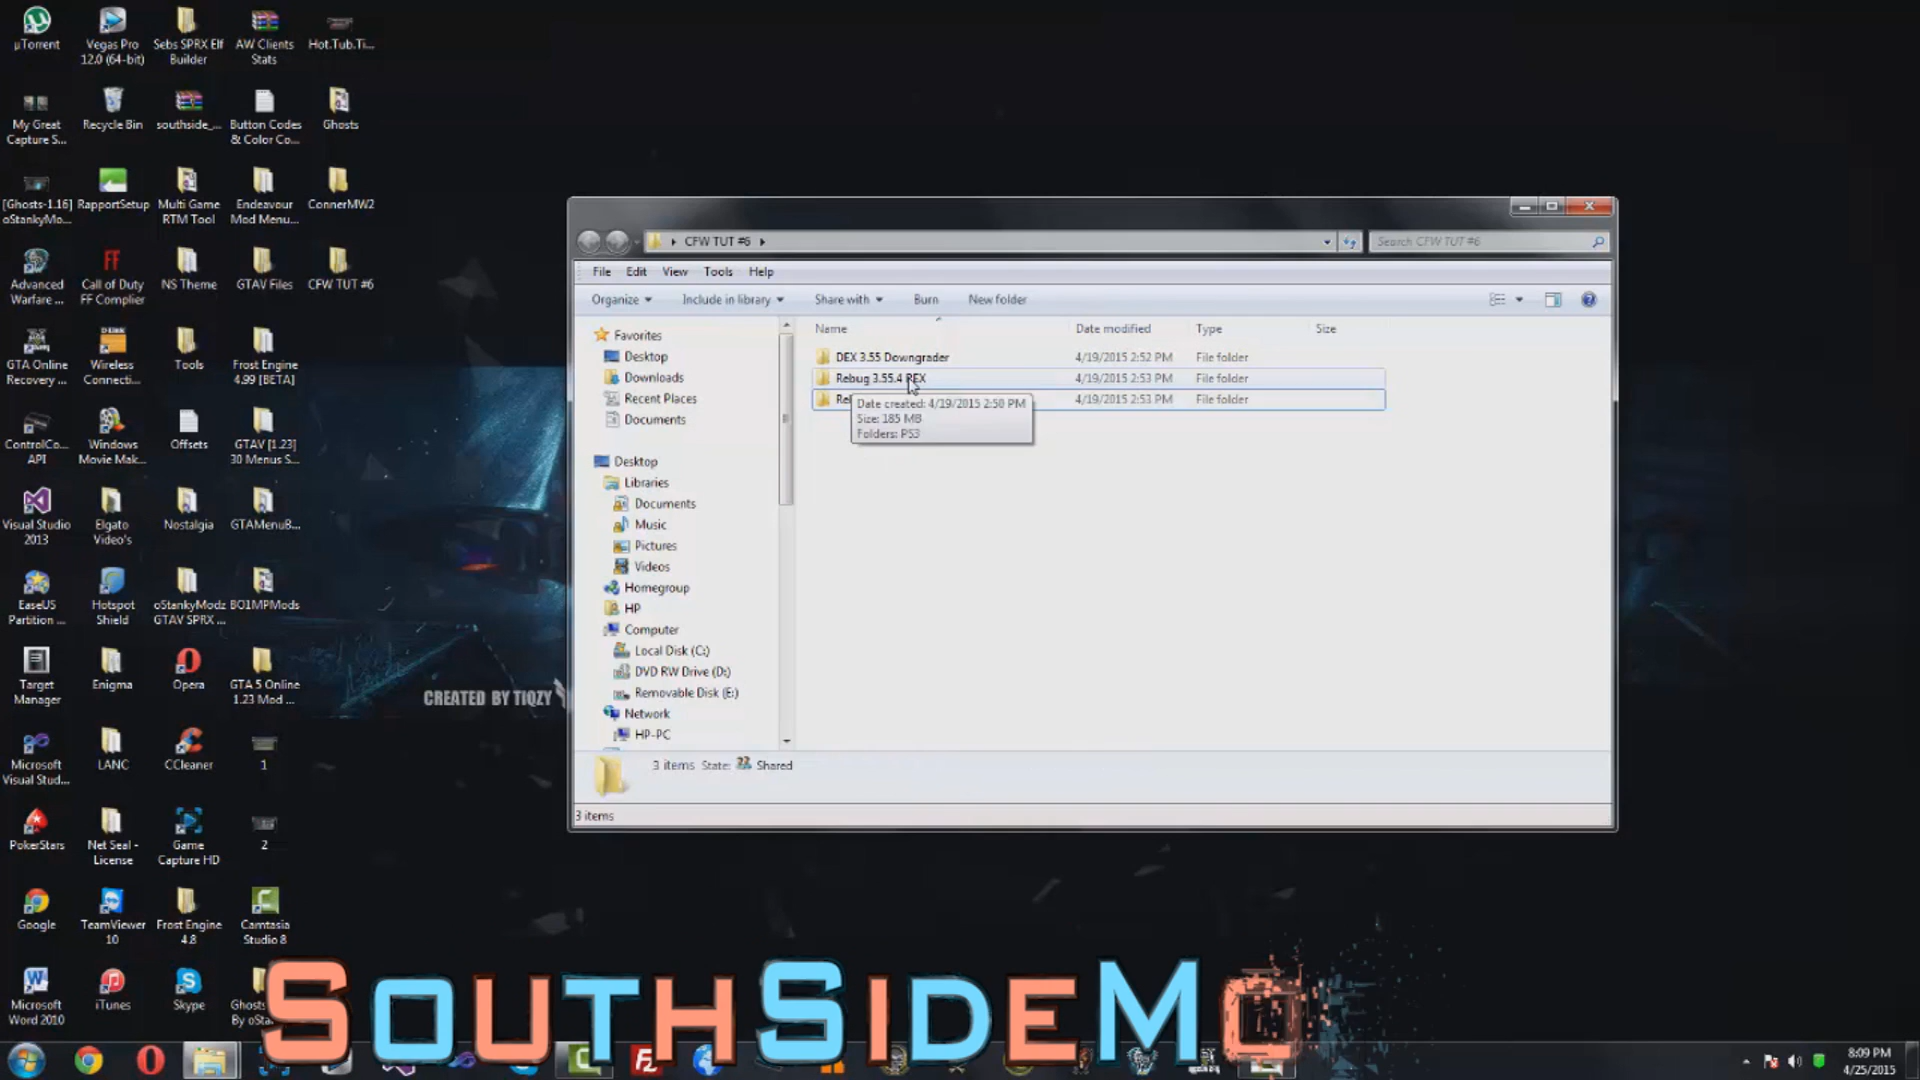 µTorrent
Vegas Pro
12.0 (64-bit)
Sebs SPRX Elf
Builder
AW Clients
Stats
Hot.Tub.Ti...
My Great
Capture S...
Recycle Bin
southside_...
Button Codes
& Color Co...
Ghosts
[Ghosts-1.16]
oStankyMo...
RapportSetup
Multi Game
RTM Tool
Endeavour
Mod Menu...
ConnerMW2
Advanced
Warfare ...
Call of Duty
FF Complier
NS Theme
GTAV Files
CFW TUT #6
GTA Online
Recovery ...
Wireless
Connecti...
Tools
Frost Engine
4.99 [BETA]
ControlCo...
API
Windows
Movie Mak...
Offsets
GTAV [1.23]
30 Menus S...
Visual Studio
2013
Elgato
Video's
Nostalgia
GTAMenuB...
EaseUS
Partition ...
Hotspot
Shield
oStankyModz
GTAV SPRX ...
BO1MPMods
Target
Manager
Enigma
Opera
GTA 5 Online
1.23 Mod ...
Microsoft
Visual Stud...
LANC
CCleaner
1
PokerStars
Net Seal -
License
Game
Capture HD
2
Google
TeamViewer
10
Frost Engine
4.8
Camtasia
Studio 8
Microsoft
Word 2010
iTunes
Skype
Ghosts
By oSta
CREATED BY TIQZY
CFW TUT #6
Search CFW TUT #6
File Edit View Tools Help
Organize Include in library Share with Burn New folder
Favorites
Desktop
Downloads
Recent Places
Documents
Desktop
Libraries
Documents
Music
Pictures
Videos
Homegroup
HP
Computer
Local Disk (C:)
DVD RW Drive (D:)
Removable Disk (E:)
Network
HP-PC
Name Date modified Type Size
DEX 3.55 Downgrader 4/19/2015 2:52 PM File folder
Rebug 3.55.4 REX 4/19/2015 2:53 PM File folder
4/19/2015 2:53 PM File folder
Date created: 4/19/2015 2:50 PM
Size: 185 MB
Folders: PS3
3 items State: Shared
3 items
SOUTHSIDEMO
8:09 PM
4/25/2015